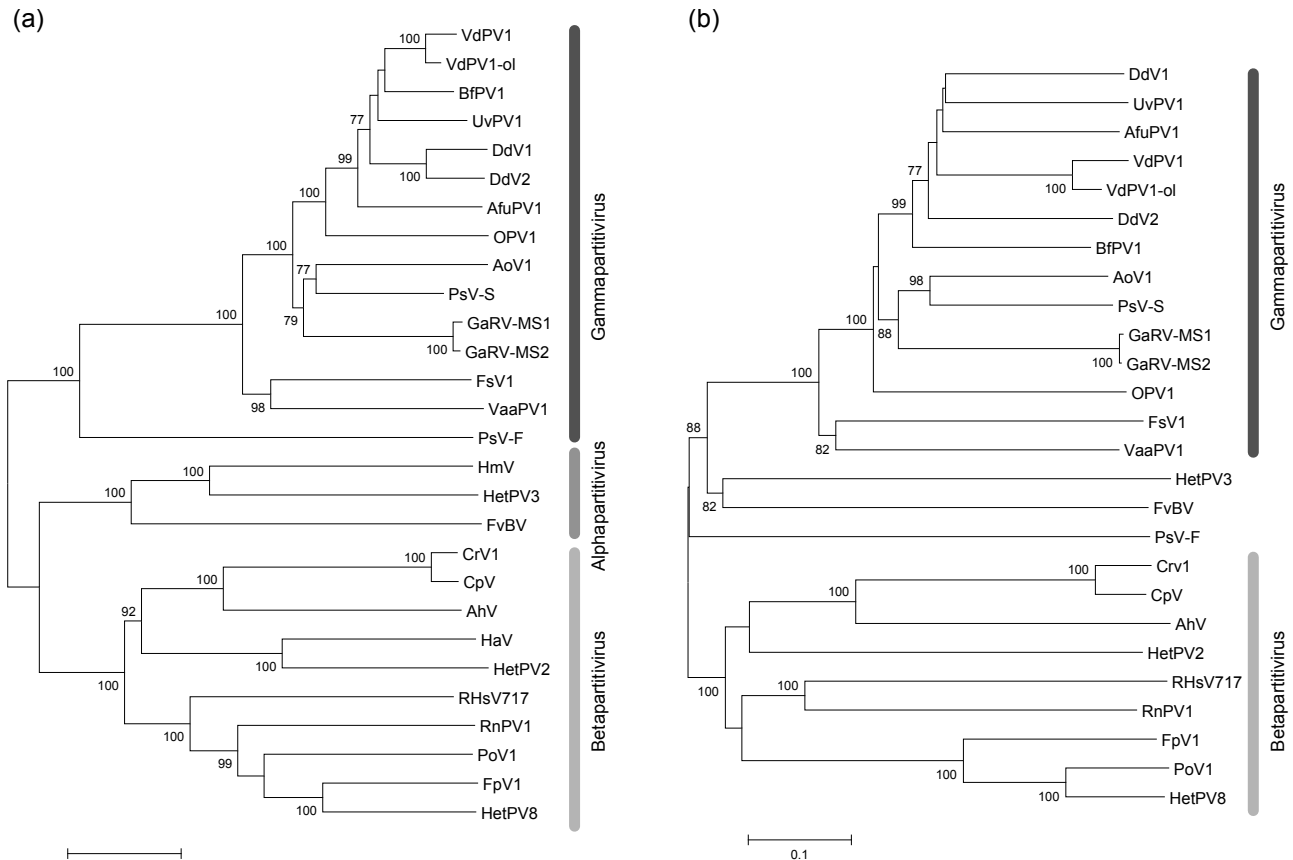 (a)
100
VdPV1
VdPV1-ol
BfPV1
77
UvPV1
99
DdV1
100
DdV2
100
AfuPV1
OPV1
100
77
AoV1
PsV-S
79
100
GaRV-MS1
100
GaRV-MS2
100
FsV1
98
VaaPV1
PsV-F
Gammapartitivirus
100
HmV
100
HetPV3
FvBV
Alphapartitivirus
100
CrV1
100
CpV
92
AhV
HaV
100
HetPV2
100
RHsV717
100
RnPV1
99
PoV1
FpV1
100
HetPV8
Betapartitivirus
(b)
DdV1
UvPV1
AfuPV1
77
VdPV1
100
VdPV1-ol
99
DdV2
BfPV1
98
AoV1
PsV-S
100
88
GaRV-MS1
100
GaRV-MS2
100
OPV1
FsV1
82
VaaPV1
Gammapartitivirus
88
HetPV3
82
FvBV
PsV-F
100
Crv1
100
CpV
AhV
HetPV2
100
100
RHsV717
RnPV1
FpV1
100
PoV1
100
HetPV8
Betapartitivirus
0.1